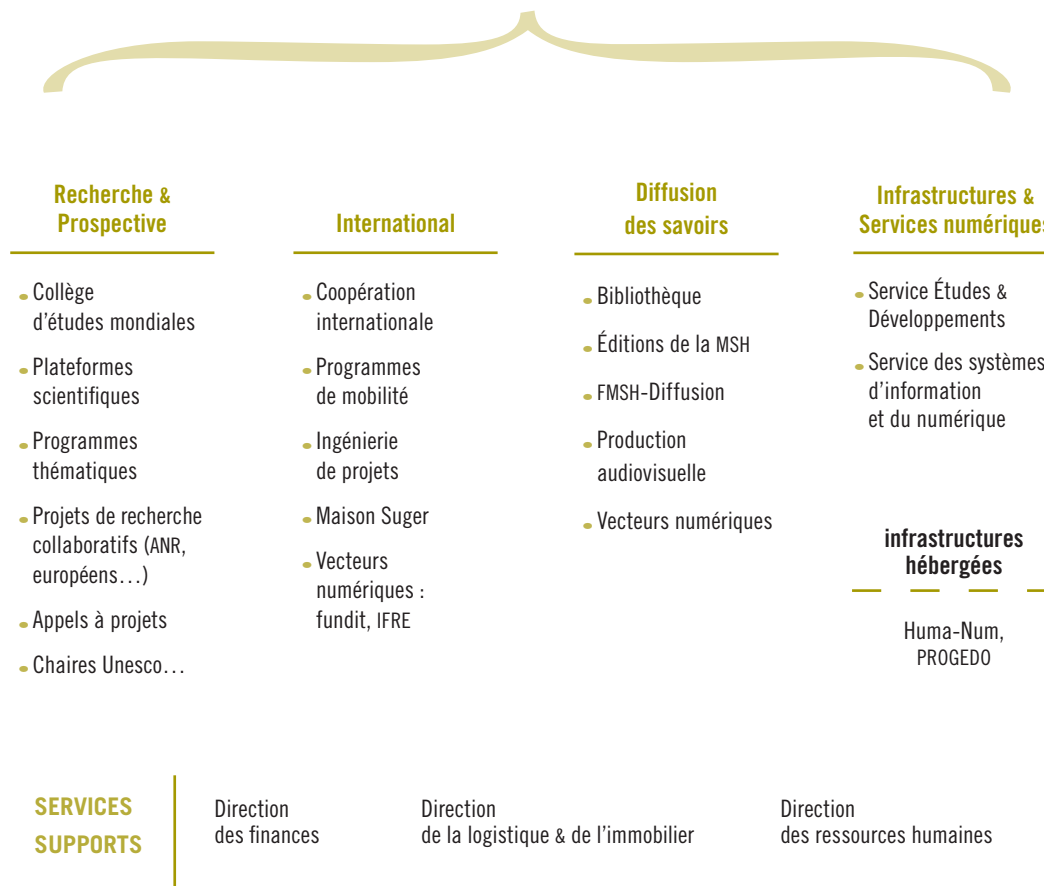 Recherche &
Prospective
Collège
d'études mondiales
Plateformes
scientifiques
Programmes
thématiques
Projets de recherche
collaboratifs (ANR,
européens…)
Appels à projets
Chaires Unesco…
International
Coopération
internationale
Programmes
de mobilité
Ingénierie
de projets
Maison Suger
Vecteurs
numériques :
fundit, IFRE
Diffusion
des savoirs
Bibliothèque
Éditions de la MSH
FMSH-Diffusion
Production
audiovisuelle
Vecteurs numériques
Infrastructures &
Services numériques
Service Études &
Développements
Service des systèmes
d'information
et du numérique
infrastructures
hébergées
Huma-Num,
PROGEDO
SERVICES
SUPPORTS
Direction
des finances
Direction
de la logistique & de l'immobilier
Direction
des ressources humaines